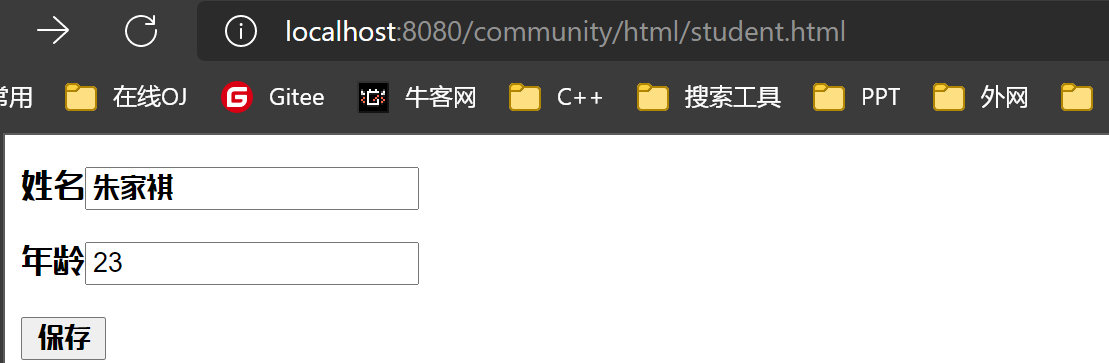 localhost:8080/community/html/student.html
常用 在线OJ Gitee 牛客网 C++ 搜索工具 PPT 外网
姓名 朱家祺
年龄 23
保存